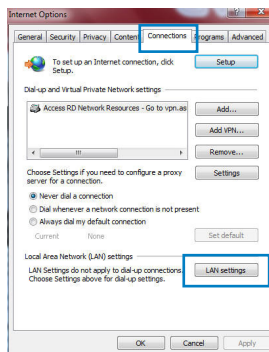 Internet Options
General Security Privacy Content Connections Programs Advanced
To set up an Internet connection, click
Setup.
Setup
Dial-up and Virtual Private Network settings
Access RD Network Resources - Go to vpn.as
Add...
Add VPN...
Remove...
Choose Settings if you need to configure a proxy
server for a connection.
Settings
Never dial a connection
Dial whenever a network connection is not present
Always dial my default connection
Current None
Set default
Local Area Network (LAN) settings
LAN Settings do not apply to dial-up connections.
Choose Settings above for dial-up settings.
LAN settings
OK Cancel Apply